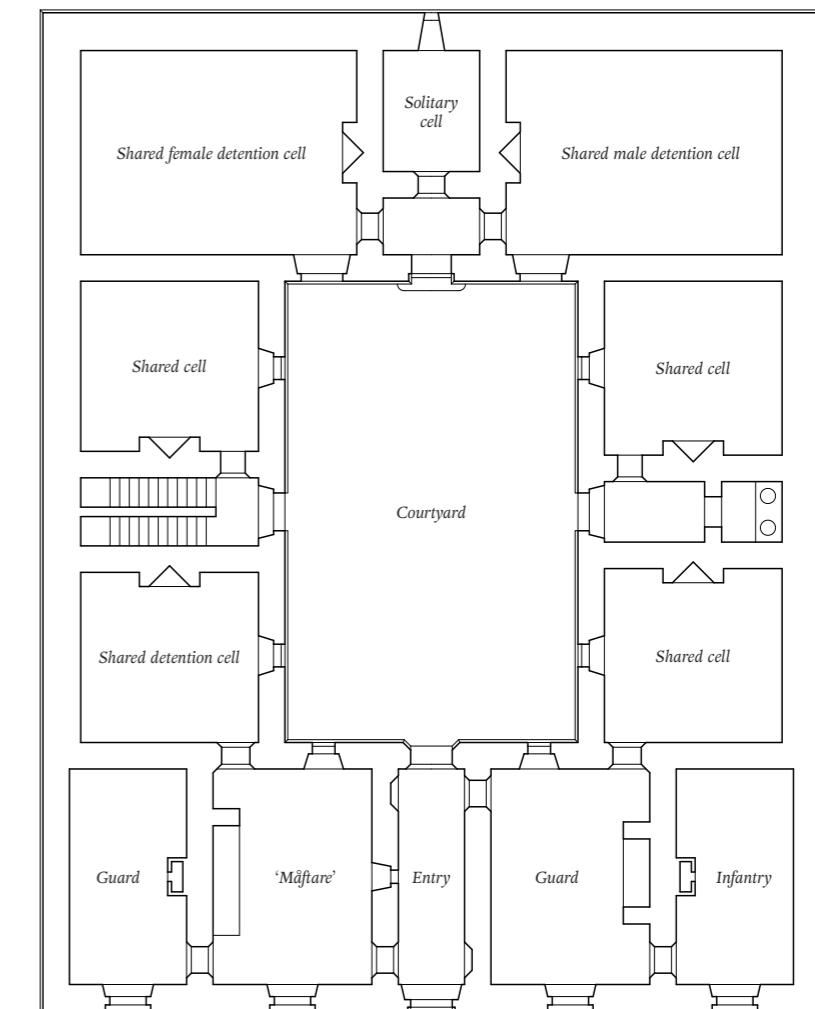 Solitary
cell
Shared female detention cell
Shared male detention cell
Shared cell
Shared cell
Courtyard
Shared detention cell
Shared cell
Guard
‘Måftare’
Entry
Guard
Infantry